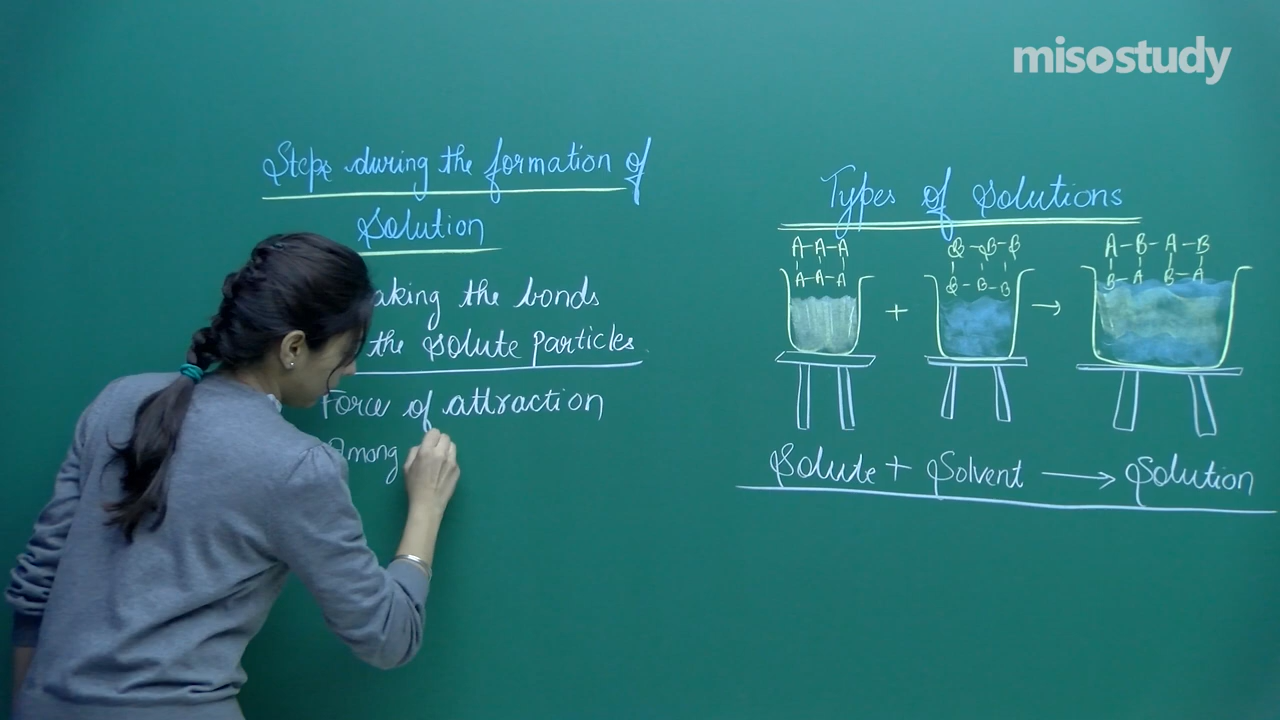 misostudy
Steps during the formation of
Solution
aking the bonds
the solute particles.
Force of attraction
Among
Types of Solutions
A-A-A
A-A-A
B-B-B
B-B-B
A-B-A-B
B-A B-A
+ →
Solute + Solvent → Solution